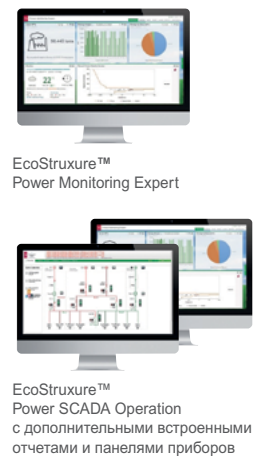 EcoStruxure™
Power Monitoring Expert
EcoStruxure™
Power SCADA Operation
с дополнительными встроенными
отчетами и панелями приборов